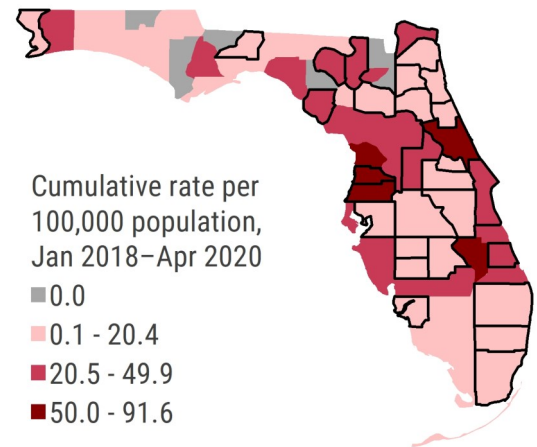 Cumulative rate per
100,000 population,
Jan 2018–Apr 2020
0.0
0.1 - 20.4
20.5 - 49.9
50.0 - 91.6